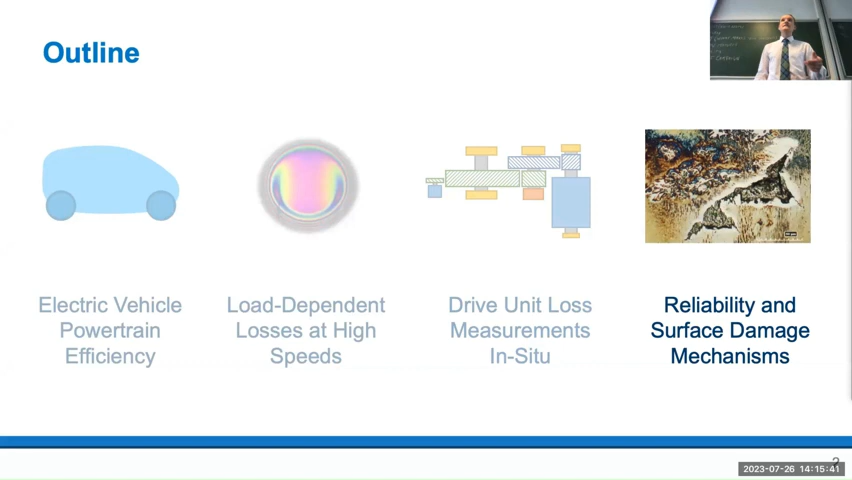 Outline
Electric Vehicle
Powertrain
Efficiency
Load-Dependent
Losses at High
Speeds
Drive Unit Loss
Measurements
In-Situ
Reliability and
Surface Damage
Mechanisms
2
2023-07-26 14:15:41